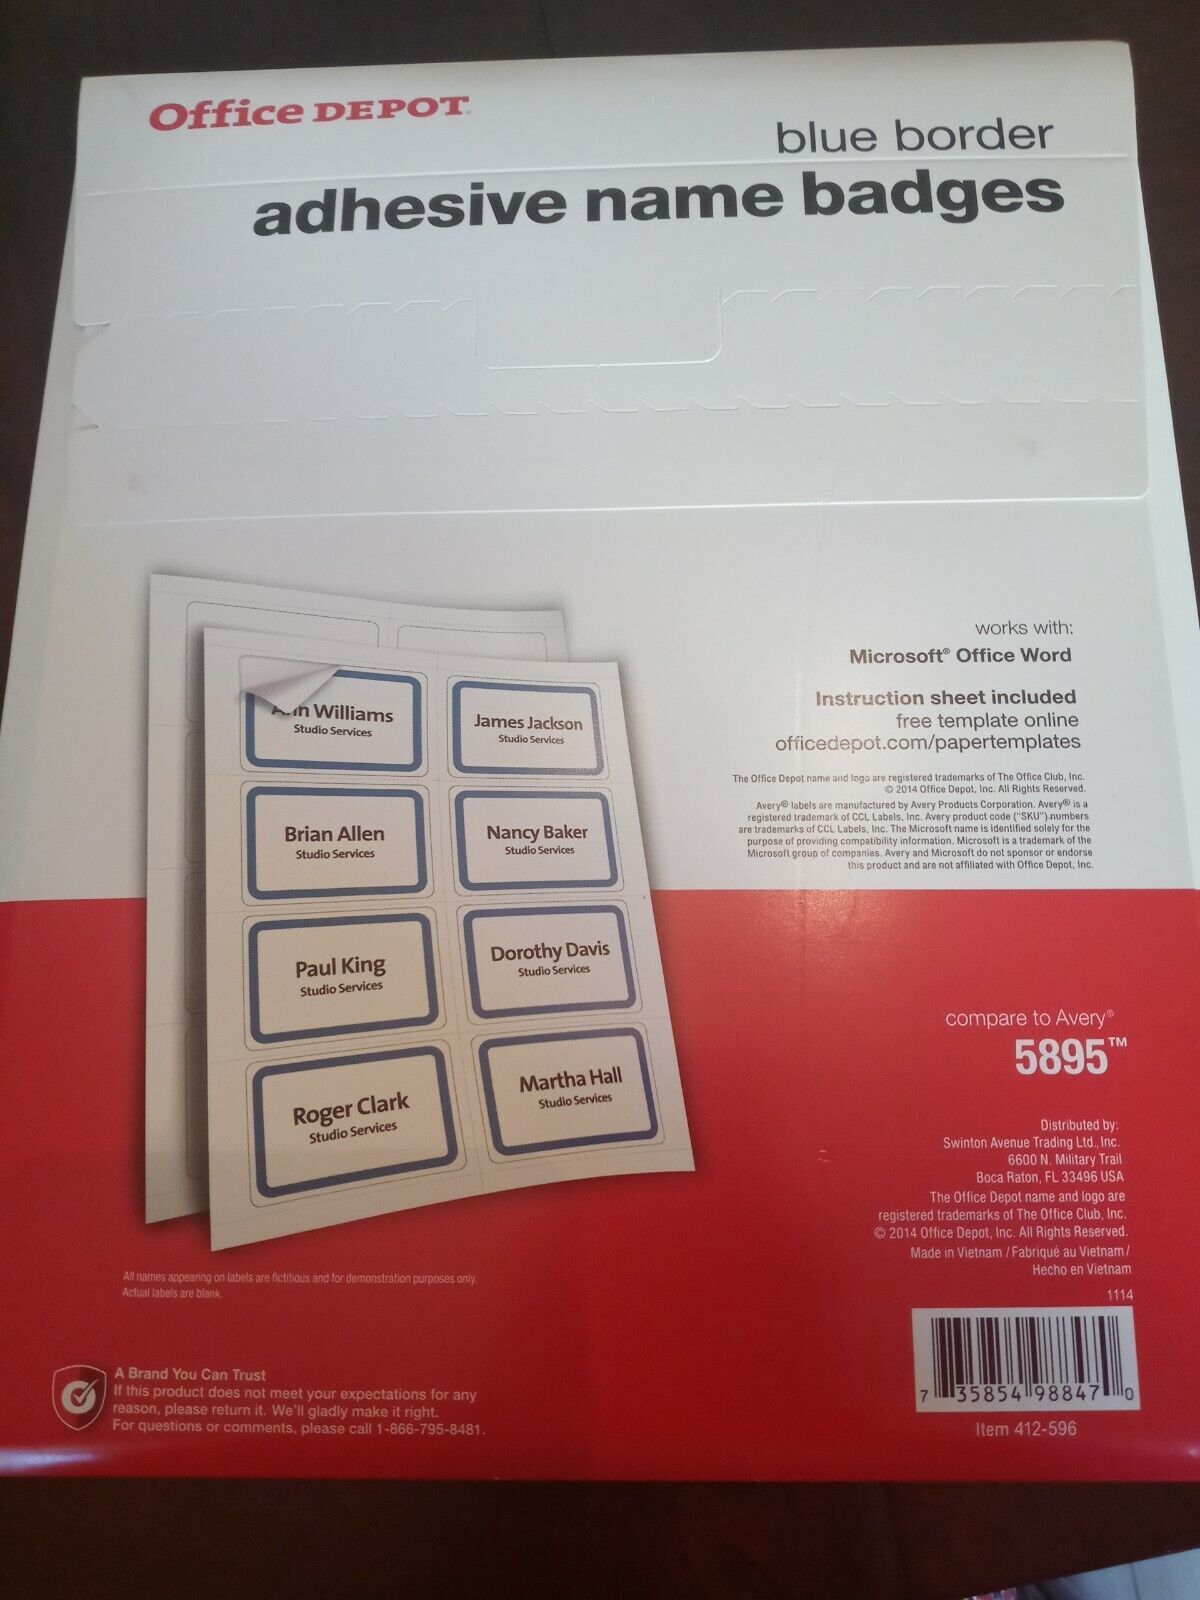 Office DEPOT
blue border
adhesive name badges
works with:
Microsoft® Office Word
Instruction sheet included
free template online
officedepot.com/papertemplates
The Office Depot name and logo are registered trademarks of The Office Club, Inc.
© 2014 Office Depot, Inc. All Rights Reserved.
Avery® labels are manufactured by Avery Products Corporation. Avery® is a
registered trademark of CCL Labels, Inc. Avery product code ("SKU") numbers
are trademarks of CCL Labels, Inc. The Microsoft name is identified solely for the
purpose of providing compatibility information. Microsoft is a trademark of the
Microsoft group of companies. Avery and Microsoft do not sponsor or endorse
this product and are not affiliated with Office Depot, Inc.
Williams
Studio Services
James Jackson
Studio Services
Brian Allen
Studio Services
Nancy Baker
Studio Services
Paul King
Studio Services
Dorothy Davis
Studio Services
Roger Clark
Studio Services
Martha Hall
Studio Services
compare to Avery®
5895™
Distributed by:
Swinton Avenue Trading Ltd., Inc.
6600 N. Military Trail
Boca Raton, FL 33496 USA
The Office Depot name and logo are
registered trademarks of The Office Club, Inc.
© 2014 Office Depot, Inc. All Rights Reserved.
Made in Vietnam / Fabriqué au Vietnam /
Hecho en Vietnam
1114
7 35854 98847 0
Item 412-596
All names appearing on labels are fictitious and for demonstration purposes only.
Actual labels are blank.
A Brand You Can Trust
If this product does not meet your expectations for any
reason, please return it. We'll gladly make it right.
For questions or comments, please call 1-866-795-8481.